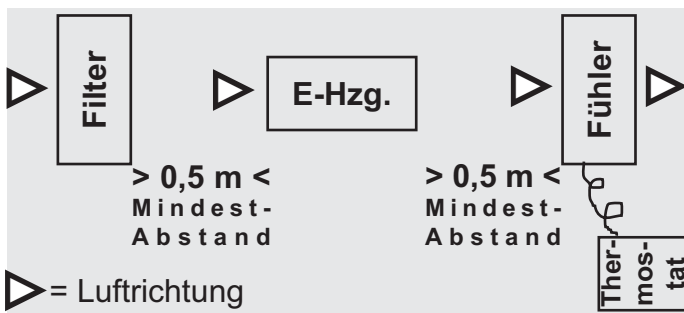 Filter
E-Hzg.
Fühler
> 0,5 m <
Mindest-
Abstand
> 0,5 m <
Mindest-
Abstand
Ther-
mos-
tat
= Luftrichtung